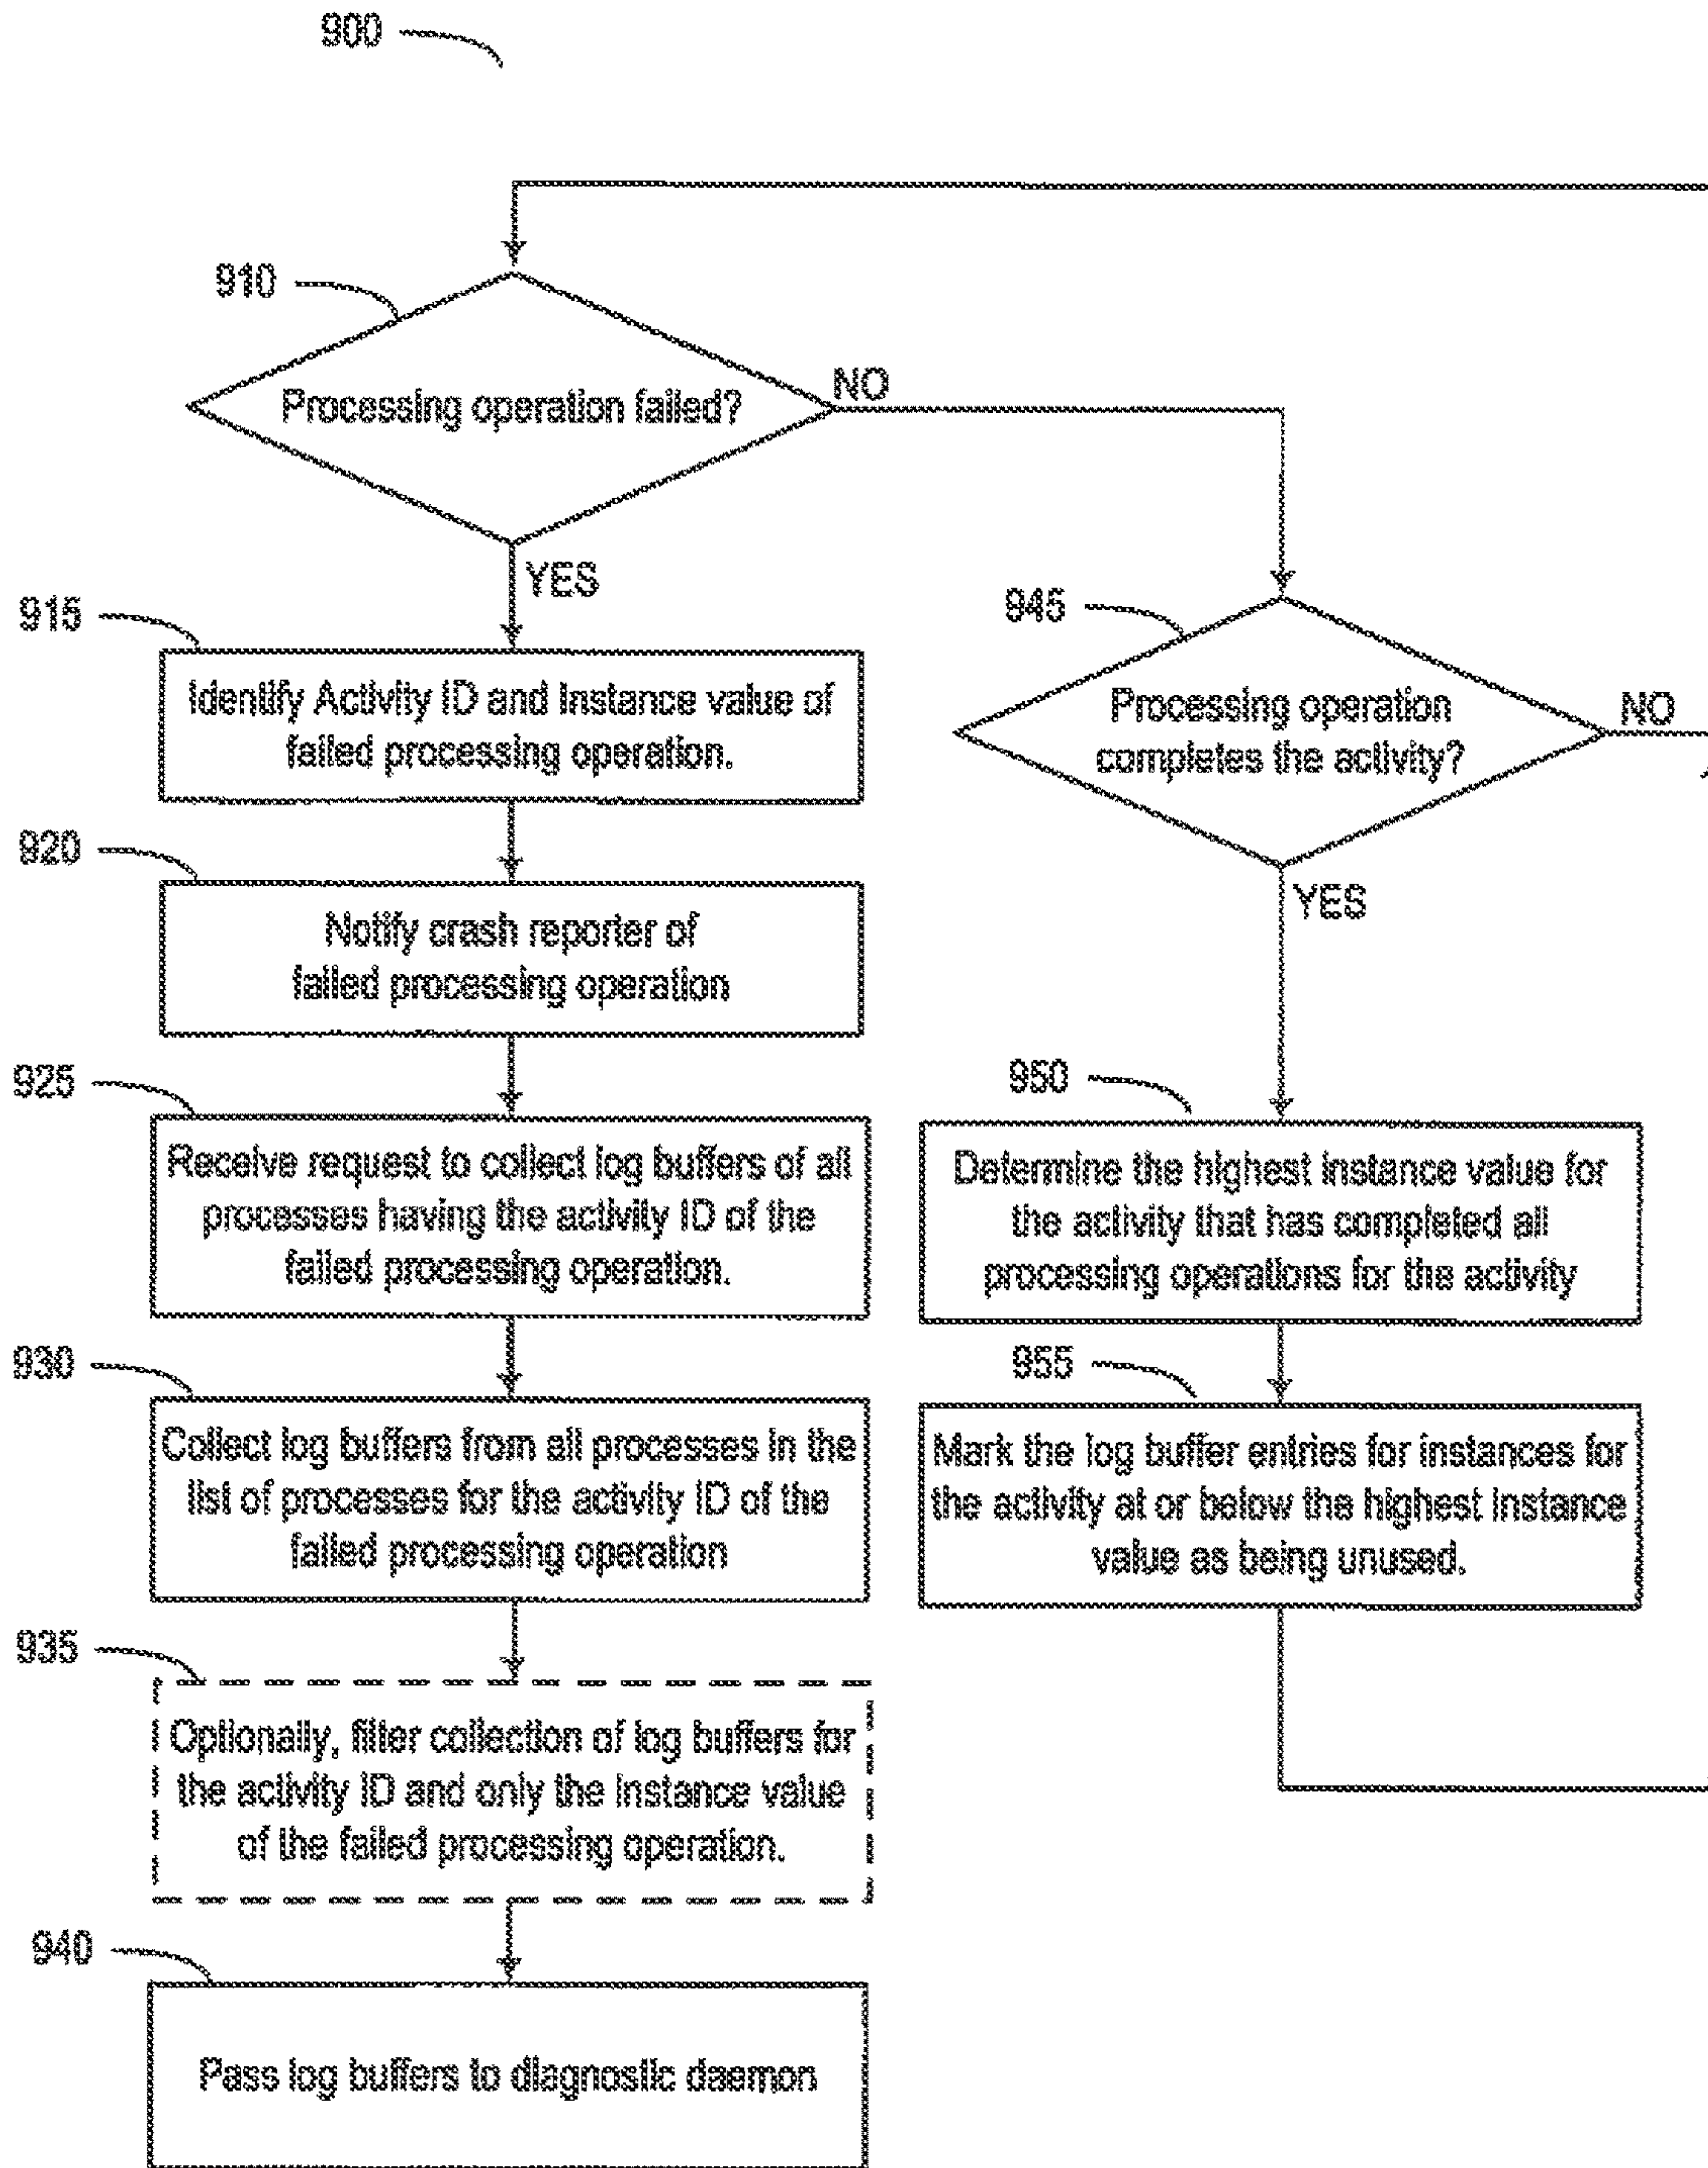 900
910
Processing operation failed?
NO
YES
915
Identify Activity ID and Instance value of
failed processing operation.
920
Notify crash reporter of
failed processing operation
925
Receive request to collect log buffers of all
processes having the activity ID of the
failed processing operation.
930
Collect log buffers from all processes in the
list of processes for the activity ID of the
failed processing operation
935
Optionally, filter collection of log buffers for
the activity ID and only the instance value
of the failed processing operation.
940
Pass log buffers to diagnostic daemon
945
Processing operation
completes the activity?
NO
YES
950
Determine the highest instance value for
the activity that has completed all
processing operations for the activity
955
Mark the log buffer entries for instances for
the activity at or below the highest instance
value as being unused.